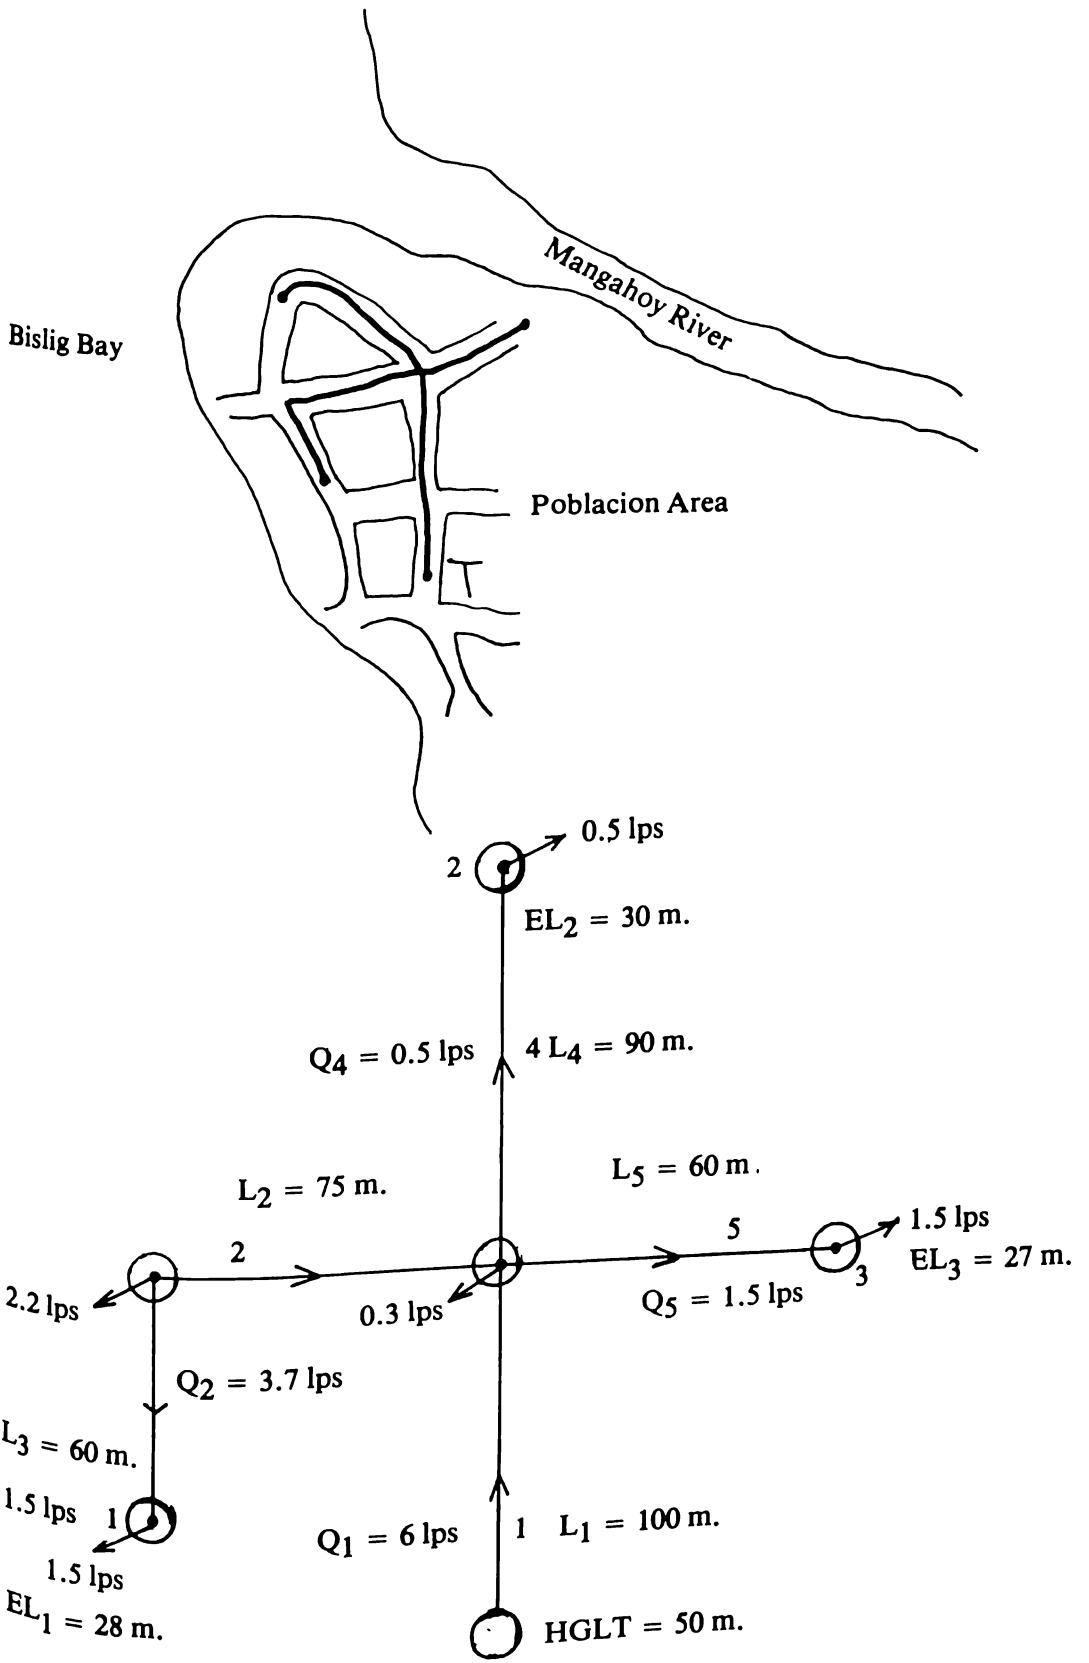 Mangahoy River
Bislig Bay
Poblacion Area
T
0.5 lps
2
EL2 = 30 m.
Q4 = 0.5 lps
4 L4 = 90 m.
L5 = 60 m.
L2 = 75 m.
5
1.5 lps
2
EL3 = 27 m.
3
2.2 lps
0.3 lps
Q5 = 1.5 lps
Q2 = 3.7 lps
L3 = 60 m.
1.5 lps
1
Q1 = 6 lps
1
L1 = 100 m.
1.5 lps
EL1 = 28 m.
HGLT = 50 m.